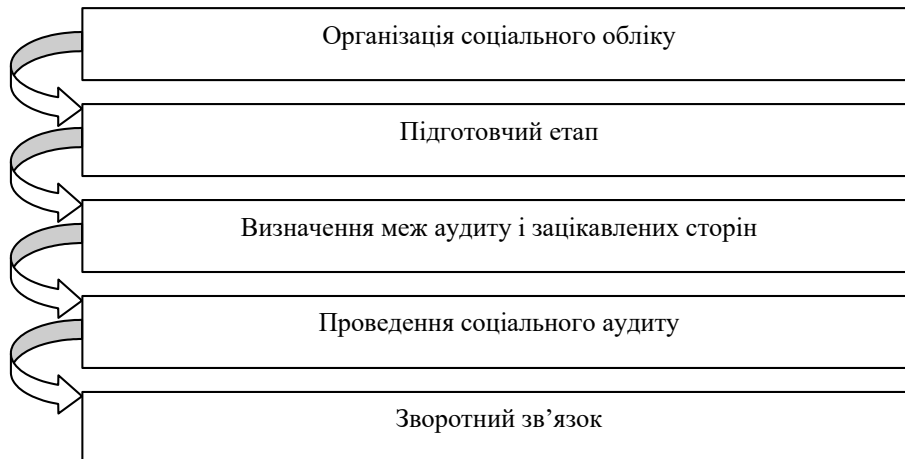 Організація соціального обліку
Підготовчий етап
Визначення меж аудиту і зацікавлених сторін
Проведення соціального аудиту
Зворотний зв’язок